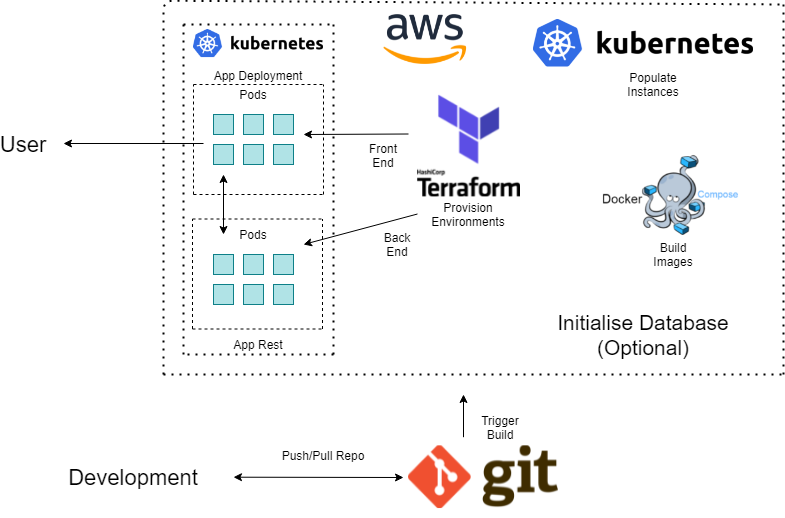 aws
kubernetes
kubernetes
App Deployment
Populate
Instances
Pods
User
Front
End
HashiCorp
Terraform
Provision
Environments
Docker
Compose
Pods
Back
End
Build
Images
Initialise Database
(Optional)
App Rest
Trigger
Build
Push/Pull Repo
Development
git